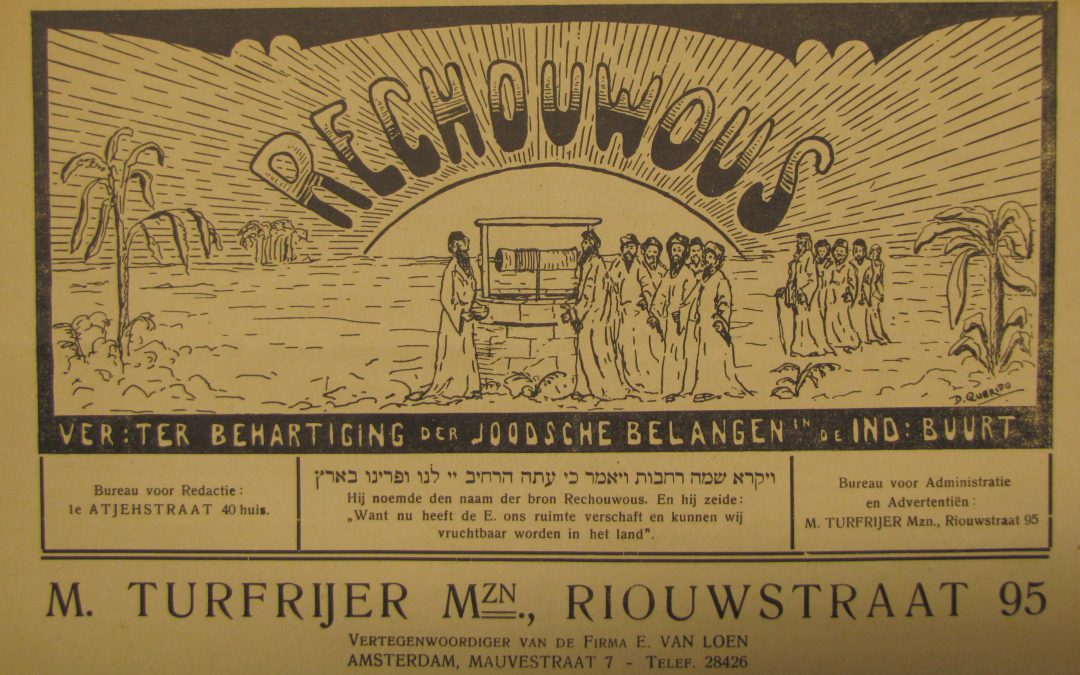 RECHOUWOUS
D. QUERIDO
VER:TER BEHARTIGING DER JOODSCHE BELANGEN IN DE IND: BUURT
Bureau voor Redactie:
1e ATJEHSTRAAT 40 huis.
ויקרא שמה רחבות ויאמר כי עתה הרחיב יי לנו ופרינו בארץ
Hij noemde den naam der bron Rechouwous. En hij zeide:
„Want nu heeft de E. ons ruimte verschaft en kunnen wij
vruchtbaar worden in het land".
Bureau voor Administratie
en Advertentiën:
M. TURFRIJER Mzn., Riouwstraat 95
M. TURFRIJER MZN., RIOUWSTRAAT 95
VERTEGENWOORDIGER VAN DE FIRMA E. VAN LOEN
AMSTERDAM, MAUVESTRAAT 7 - TELEF. 28426